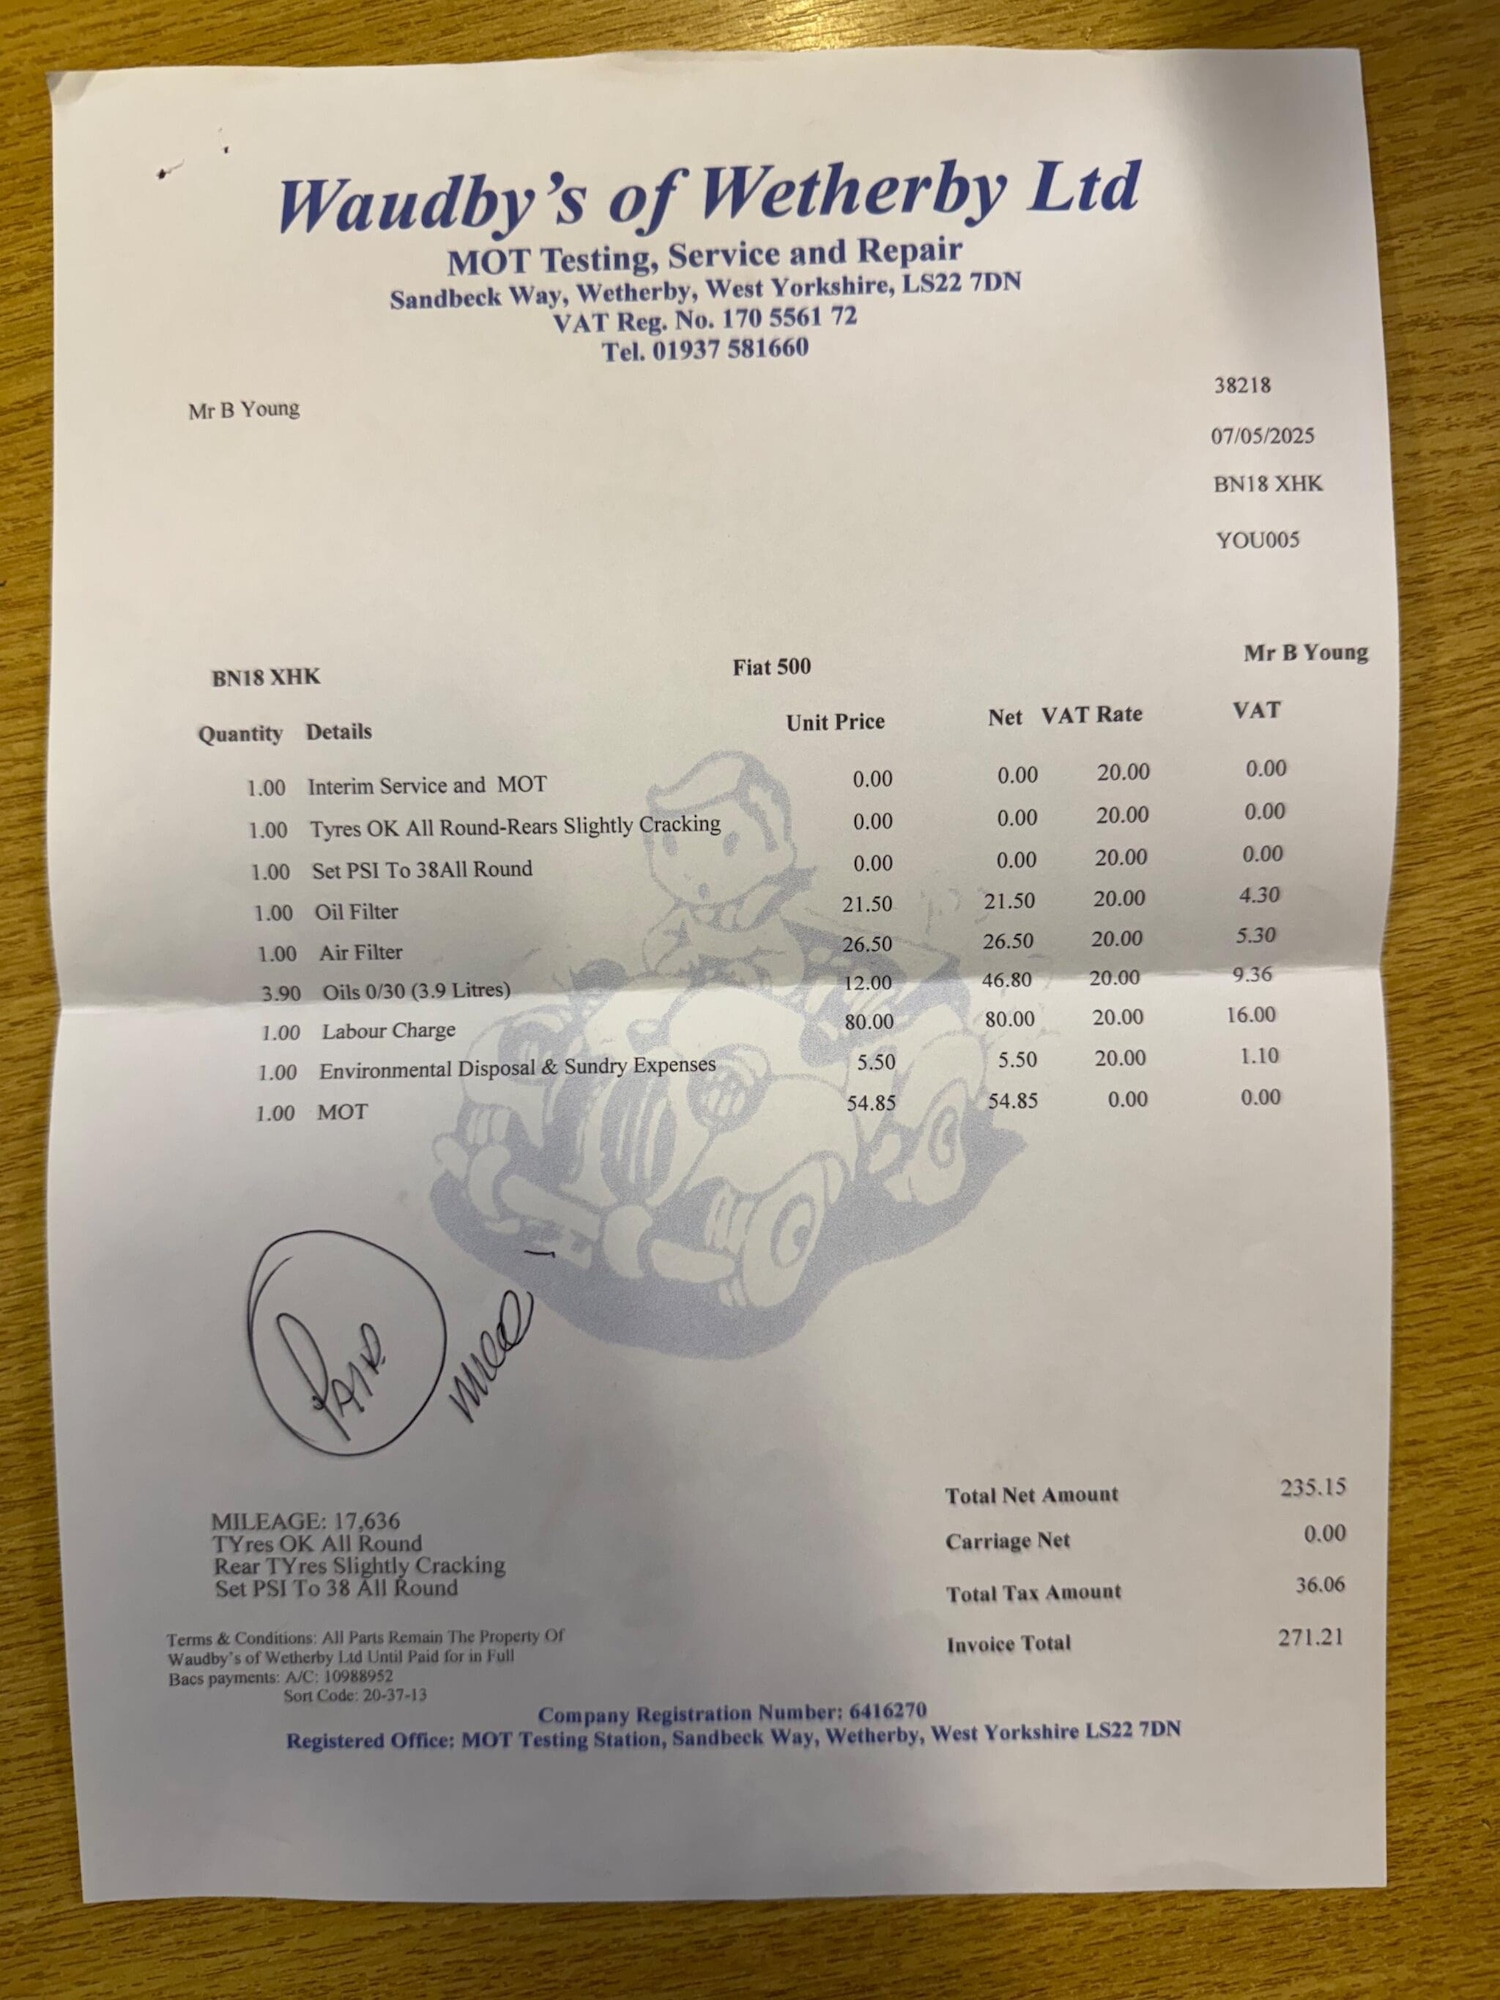 Waudby's of Wetherby Ltd
MOT Testing, Service and Repair
Sandbeck Way, Wetherby, West Yorkshire, LS22 7DN
VAT Reg. No. 170 5561 72
Tel. 01937 581660
Mr B Young
38218
07/05/2025
BN18 XHK
YOU005
BN18 XHK Fiat 500 Mr B Young
Quantity Details Unit Price Net VAT Rate VAT
1.00 Interim Service and MOT 0.00 0.00 20.00 0.00
1.00 Tyres OK All Round-Rears Slightly Cracking 0.00 0.00 20.00 0.00
1.00 Set PSI To 38All Round 0.00 0.00 20.00 0.00
1.00 Oil Filter 21.50 21.50 20.00 4.30
1.00 Air Filter 26.50 26.50 20.00 5.30
3.90 Oils 0/30 (3.9 Litres) 12.00 46.80 20.00 9.36
1.00 Labour Charge 80.00 80.00 20.00 16.00
1.00 Environmental Disposal & Sundry Expenses 5.50 5.50 20.00 1.10
1.00 MOT 54.85 54.85 0.00 0.00
PAID
MILEAGE: 17,636
TYres OK All Round
Rear TYres Slightly Cracking
Set PSI To 38 All Round
Total Net Amount 235.15
Carriage Net 0.00
Total Tax Amount 36.06
Invoice Total 271.21
Terms & Conditions: All Parts Remain The Property Of
Waudby's of Wetherby Ltd Until Paid for in Full
Bacs payments: A/C: 10988952
Sort Code: 20-37-13
Company Registration Number: 6416270
Registered Office: MOT Testing Station, Sandbeck Way, Wetherby, West Yorkshire LS22 7DN